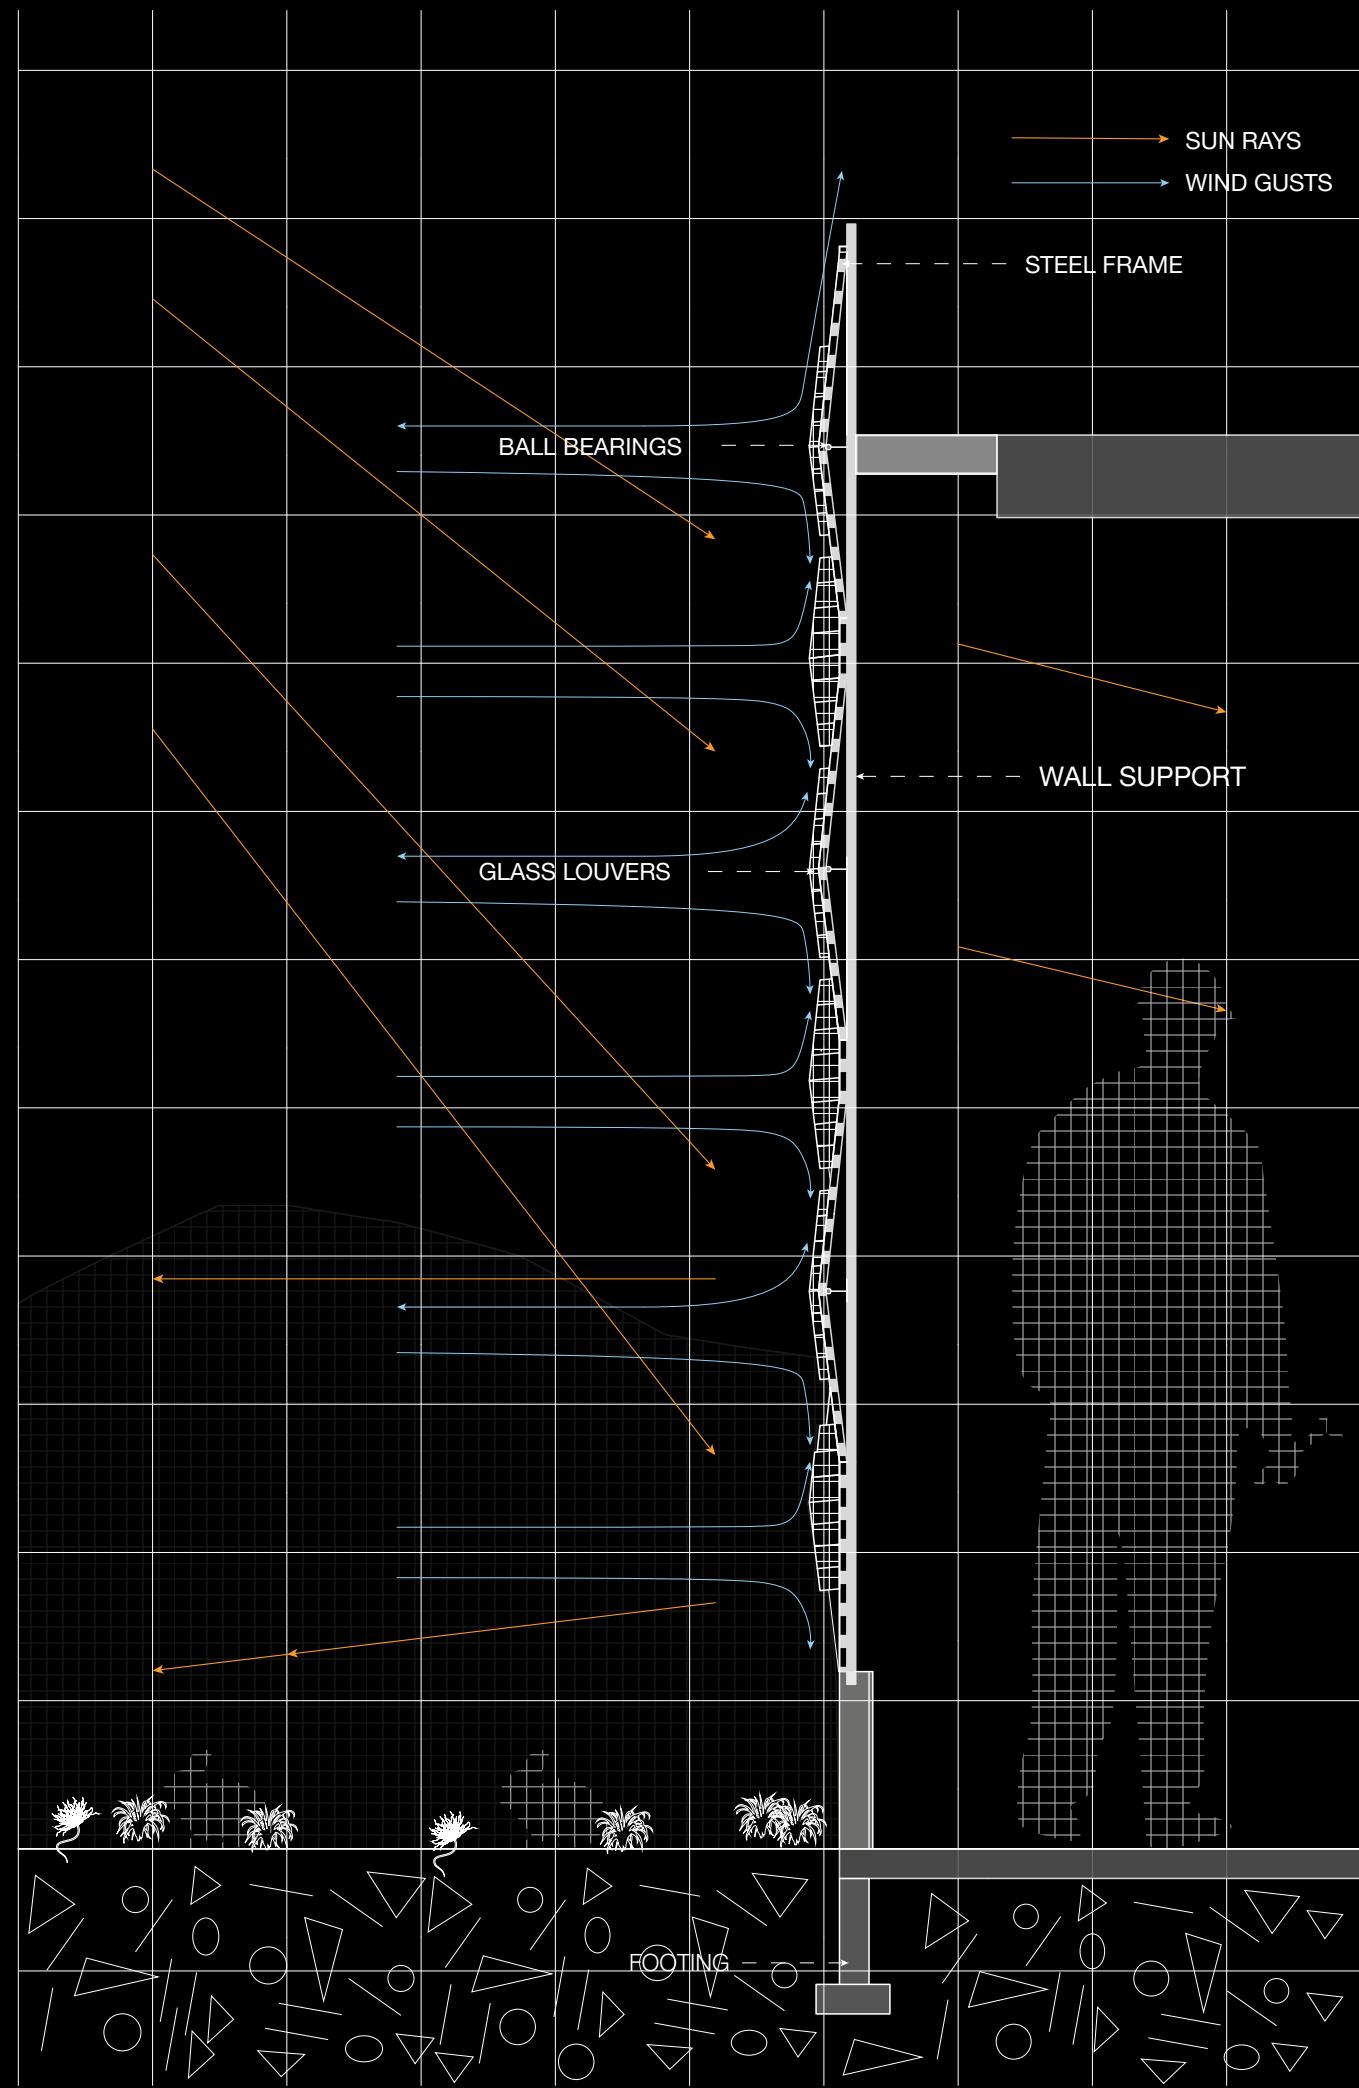 SUN RAYS
WIND GUSTS
STEEL FRAME
BALL BEARINGS
WALL SUPPORT
GLASS LOUVERS
FOOTING